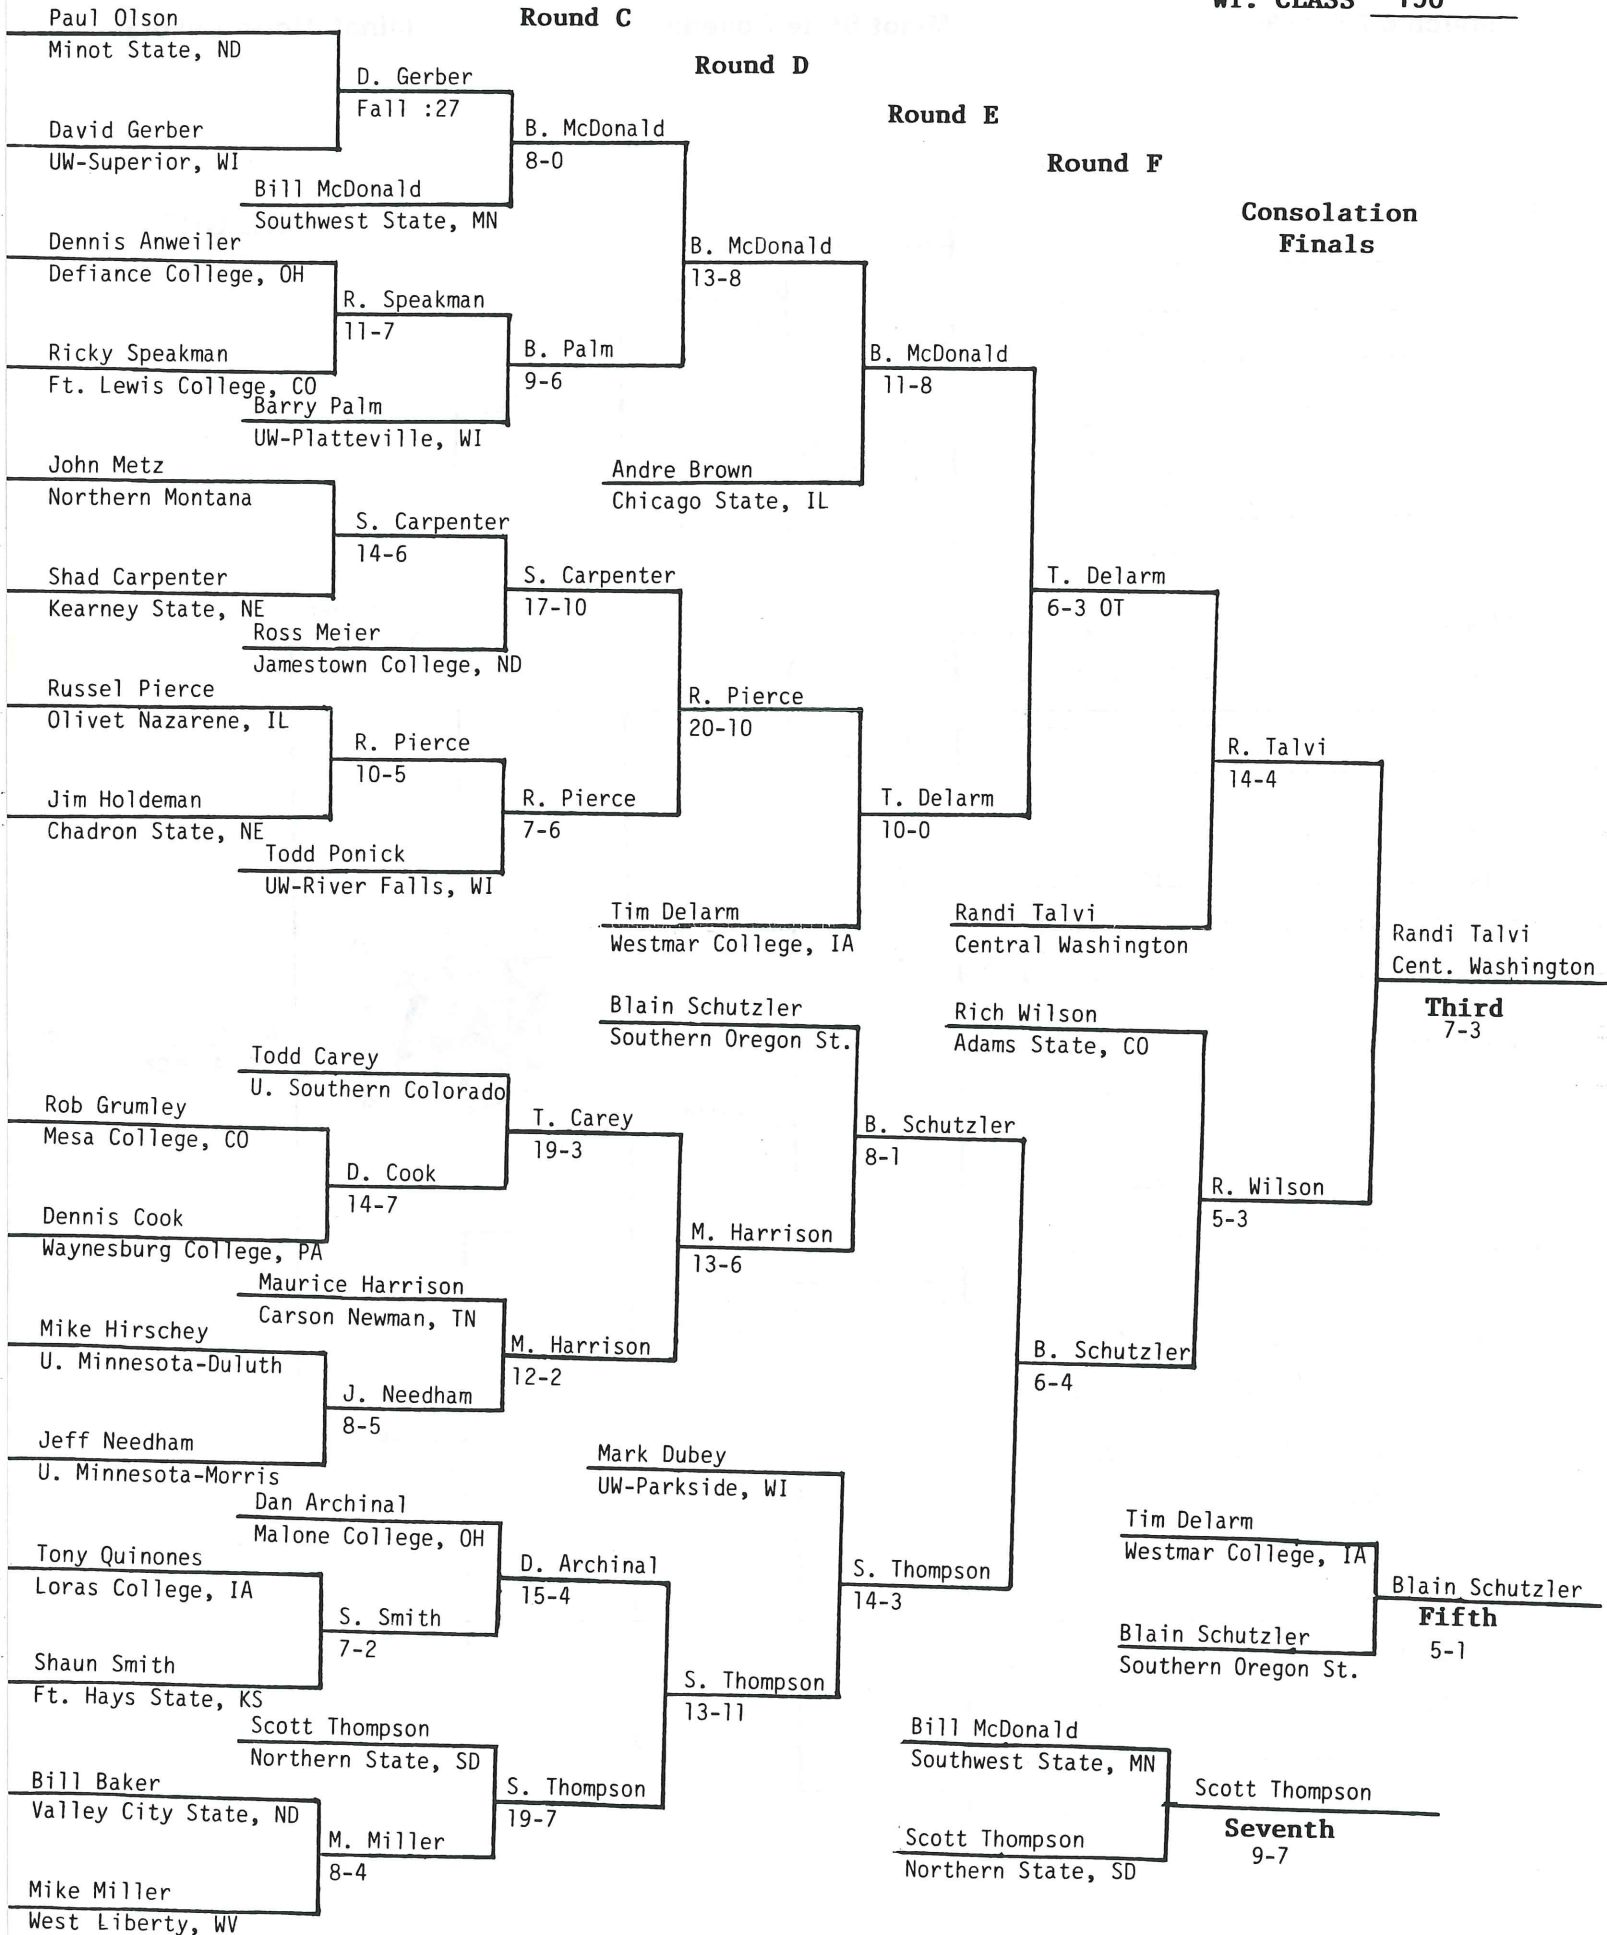 WT. CLASS 190
Paul Olson
Minot State, ND
Round C
Round D
Round E
Round F
Consolation
Finals
D. Gerber
Fall :27
David Gerber
UW-Superior, WI
B. McDonald
8-0
Bill McDonald
Southwest State, MN
Dennis Anweiler
Defiance College, OH
B. McDonald
13-8
R. Speakman
11-7
Ricky Speakman
Ft. Lewis College, CO
B. Palm
9-6
Barry Palm
UW-Platteville, WI
B. McDonald
11-8
John Metz
Northern Montana
Andre Brown
Chicago State, IL
S. Carpenter
14-6
Shad Carpenter
Kearney State, NE
S. Carpenter
17-10
Ross Meier
Jamestown College, ND
T. Delarm
6-3 OT
Russel Pierce
Olivet Nazarene, IL
R. Pierce
20-10
R. Pierce
10-5
Jim Holdeman
Chadron State, NE
R. Pierce
7-6
Todd Ponick
UW-River Falls, WI
T. Delarm
10-0
R. Talvi
14-4
Tim Delarm
Westmar College, IA
Randi Talvi
Central Washington
Randi Talvi
Cent. Washington
Third
7-3
Blain Schutzler
Southern Oregon St.
Rich Wilson
Adams State, CO
Todd Carey
U. Southern Colorado
Rob Grumley
Mesa College, CO
T. Carey
19-3
B. Schutzler
8-1
D. Cook
14-7
R. Wilson
5-3
Dennis Cook
Waynesburg College, PA
M. Harrison
13-6
Maurice Harrison
Carson Newman, TN
Mike Hirschey
U. Minnesota-Duluth
M. Harrison
12-2
B. Schutzler
6-4
J. Needham
8-5
Jeff Needham
U. Minnesota-Morris
Mark Dubey
UW-Parkside, WI
Dan Archinal
Malone College, OH
Tony Quinones
Loras College, IA
D. Archinal
15-4
S. Thompson
14-3
Tim Delarm
Westmar College, IA
Blain Schutzler
Fifth
5-1
S. Smith
7-2
Blain Schutzler
Southern Oregon St.
Shaun Smith
Ft. Hays State, KS
S. Thompson
13-11
Scott Thompson
Northern State, SD
Bill McDonald
Southwest State, MN
Bill Baker
Valley City State, ND
S. Thompson
19-7
Scott Thompson
Seventh
9-7
M. Miller
8-4
Scott Thompson
Northern State, SD
Mike Miller
West Liberty, WV